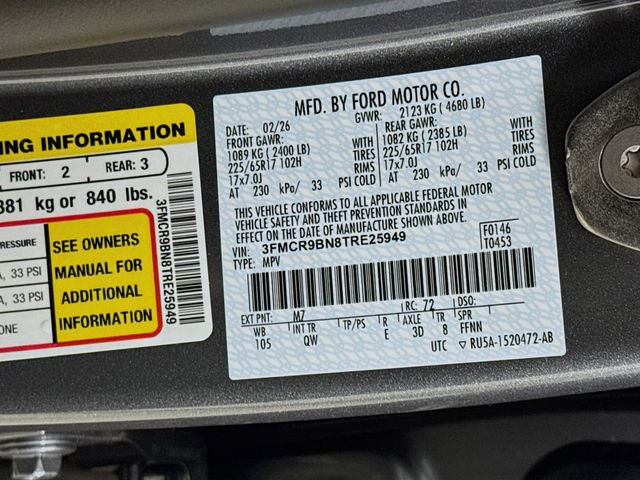 NG INFORMATION
FRONT: 2 REAR: 3
381 kg or 840 lbs.
PRESSURE
A, 33 PSI
A, 33 PSI
ONE
SEE OWNERS
MANUAL FOR
ADDITIONAL
INFORMATION
3FMCR9BN8TRE25949
MFD. BY FORD MOTOR CO.
DATE: 02/26 GVWR: 2123 KG ( 4680 LB)
FRONT GAWR: REAR GAWR:
1089 KG ( 2400 LB) WITH 1082 KG ( 2385 LB) WITH
225/65R17 102H TIRES 225/65R17 102H TIRES
17x7.0J RIMS 17x7.0J RIMS
AT 230 kPa/ 33 PSI COLD AT 230 kPa/ 33 PSI COLD
THIS VEHICLE CONFORMS TO ALL APPLICABLE FEDERAL MOTOR
VEHICLE SAFETY AND THEFT PREVENTION STANDARDS IN
EFFECT ON THE DATE OF MANUFACTURE SHOWN ABOVE.
VIN: 3FMCR9BN8TRE25949 F0146
TYPE: MPV T0453
EXT PNT: M7 RC: 72 DSO:
WB INT TR TP/PS R AXLE TR SPR
105 QW E 3D 8 FFNN
UTC RU5A-1520472-AB